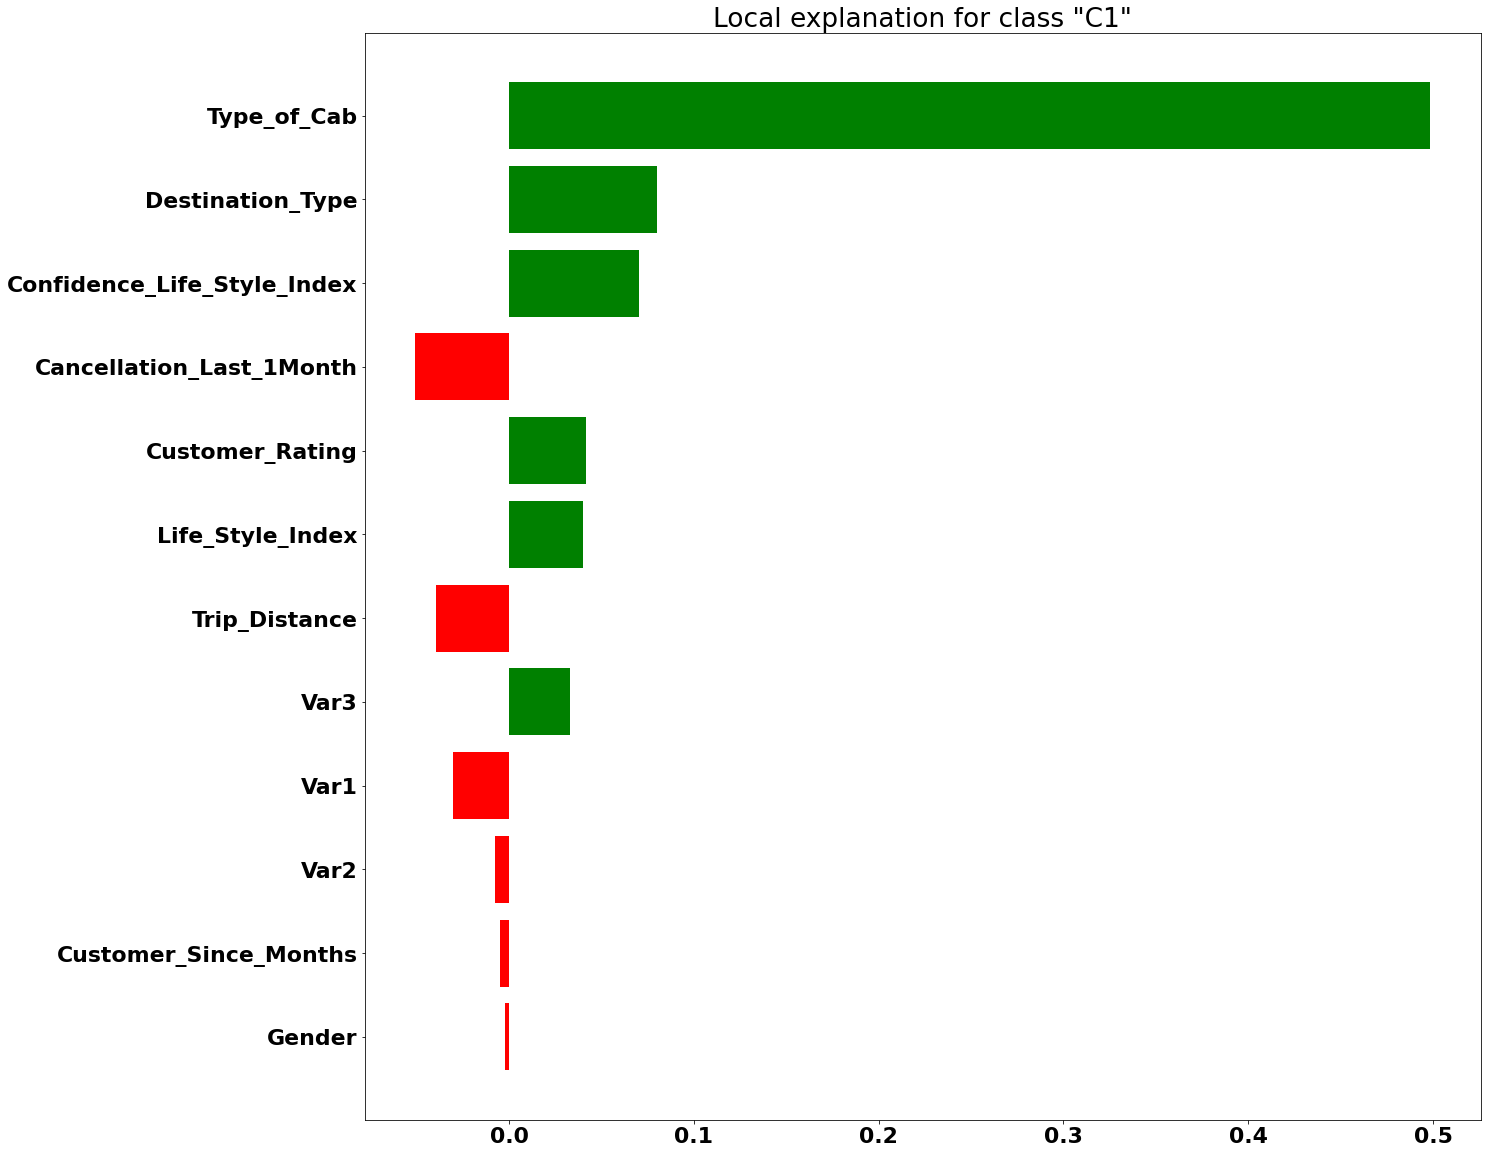 Local explanation for class "C1"
Type_of_Cab
Destination_Type
Confidence_Life_Style_Index
Cancellation_Last_1Month
Customer_Rating
Life_Style_Index
Trip_Distance
Var3
Var1
Var2
Customer_Since_Months
Gender
0.0 0.1 0.2 0.3 0.4 0.5